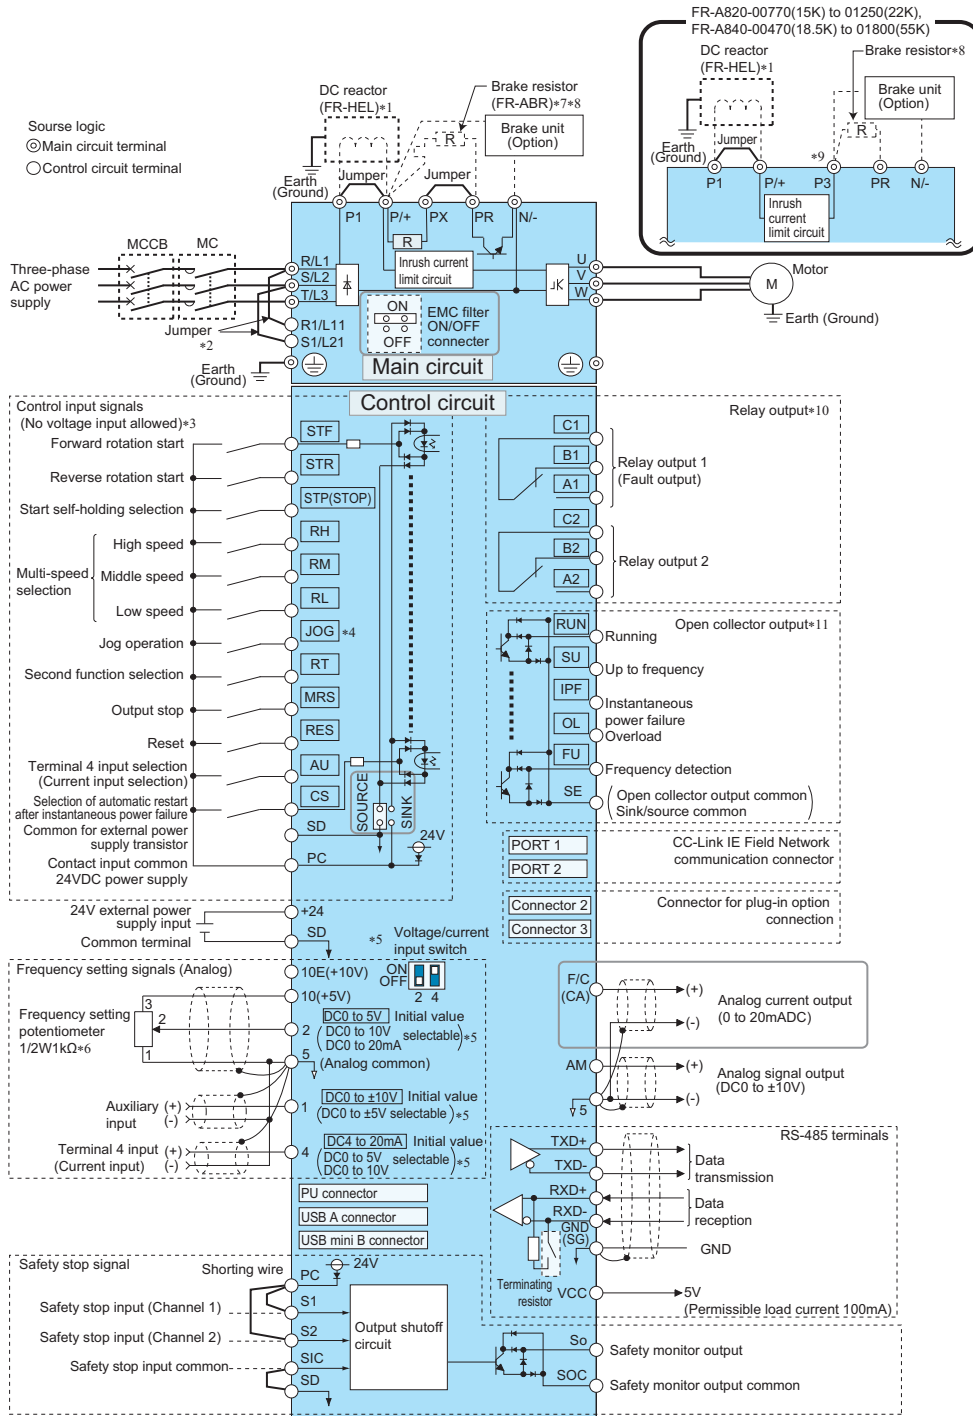 FR-A820-00770(15K) to 01250(22K),
FR-A840-00470(18.5K) to 01800(55K)
DC reactor
(FR-HEL)*1
Brake resistor*8
Brake unit
(Option)
R
Jumper
Earth
(Ground)
*9
P1
P/+
P3
PR
N/-
Inrush
current
limit circuit
Sourse logic
Main circuit terminal
Control circuit terminal
DC reactor
(FR-HEL)*1
Brake resistor
(FR-ABR)*7*8
Brake unit
(Option)
R
Earth
(Ground)
Jumper
Jumper
P1
P/+
PX
PR
N/-
R
Inrush current
limit circuit
MCCB
MC
Three-phase
AC power
supply
R/L1
S/L2
T/L3
R1/L11
S1/L21
Jumper
*2
Earth
(Ground)
ON
OFF
EMC filter
ON/OFF
connecter
Main circuit
U
V
W
Motor
M
Earth (Ground)
Control circuit
Control input signals
(No voltage input allowed)*3
Forward rotation start
STF
Reverse rotation start
STR
Start self-holding selection
STP(STOP)
Multi-speed
selection
High speed
RH
Middle speed
RM
Low speed
RL
Jog operation
JOG *4
Second function selection
RT
Output stop
MRS
Reset
RES
Terminal 4 input selection
(Current input selection)
AU
Selection of automatic restart
after instantaneous power failure
CS
Common for external power
supply transistor
SD
Contact input common
24VDC power supply
PC
SOURCE
SINK
24V
Relay output*10
C1
B1
A1
Relay output 1
(Fault output)
C2
B2
A2
Relay output 2
Open collector output*11
RUN
Running
SU
Up to frequency
IPF
Instantaneous
power failure
OL
Overload
FU
Frequency detection
SE
Open collector output common
Sink/source common
PORT 1
PORT 2
CC-Link IE Field Network
communication connector
Connector 2
Connector 3
Connector for plug-in option
connection
24V external power
supply input
+24
Common terminal
SD
*5 Voltage/current
input switch
ON
OFF
2 4
Frequency setting signals (Analog)
10E(+10V)
10(+5V)
Frequency setting
potentiometer
1/2W1kΩ*6
3
2
1
2
DC0 to 5V Initial value
DC0 to 10V
DC0 to 20mA
selectable
*5
5
(Analog common)
Auxiliary
input
(+)
(-)
1
DC0 to ±10V Initial value
(DC0 to ±5V selectable)*5
Terminal 4 input
(Current input)
(+)
(-)
4
DC4 to 20mA Initial value
DC0 to 5V
DC0 to 10V
selectable
*5
F/C
(CA)
(+)
(-)
Analog current output
(0 to 20mADC)
AM
(+)
(-)
5
Analog signal output
(DC0 to ±10V)
RS-485 terminals
TXD+
TXD-
Data
transmission
RXD+
RXD-
Data
reception
GND
(SG)
GND
Terminating
resistor
VCC
5V
(Permissible load current 100mA)
PU connector
USB A connector
USB mini B connector
Safety stop signal
Shorting wire
PC
24V
Safety stop input (Channel 1)
S1
Safety stop input (Channel 2)
S2
Safety stop input common
SIC
SD
Output shutoff
circuit
So
Safety monitor output
SOC
Safety monitor output common